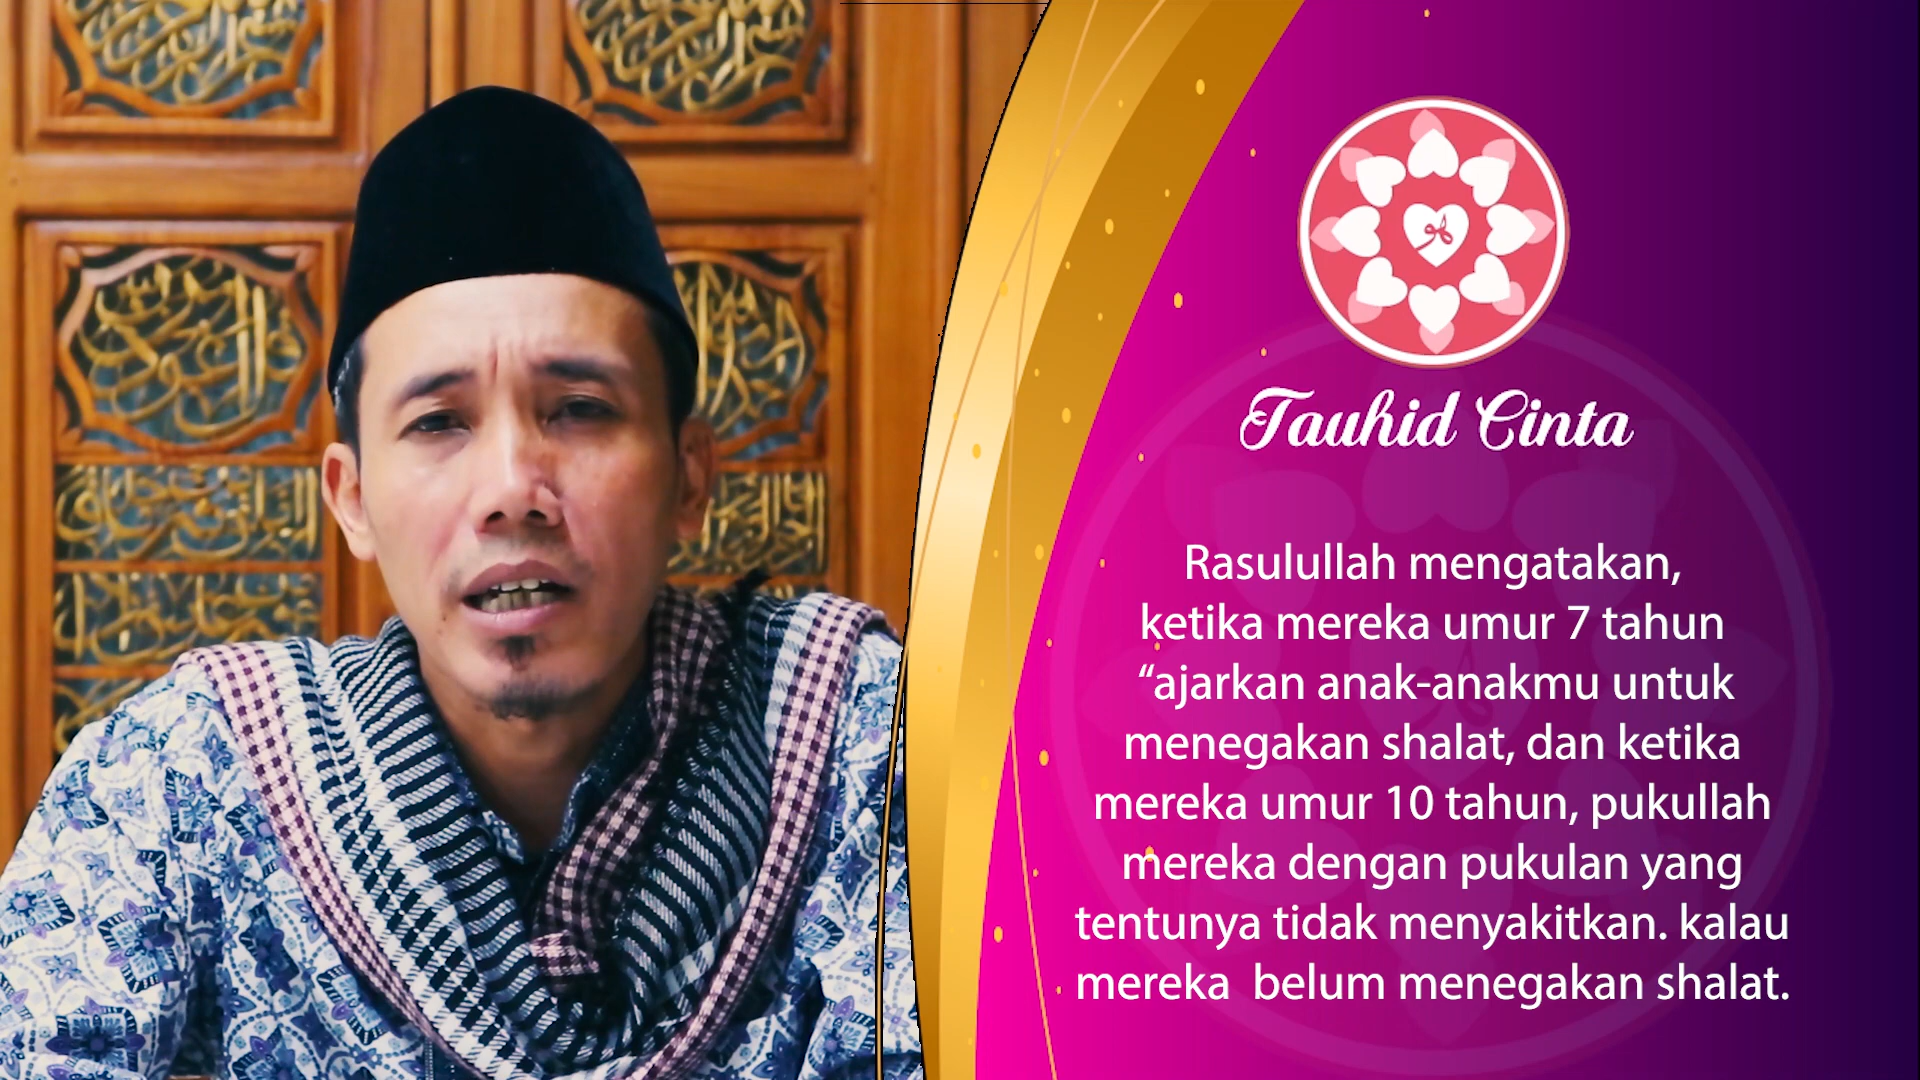 Tauhid Cinta
Rasulullah mengatakan,
ketika mereka umur 7 tahun
“ajarkan anak-anakmu untuk
menegakan shalat, dan ketika
mereka umur 10 tahun, pukullah
mereka dengan pukulan yang
tentunya tidak menyakitkan. kalau
mereka  belum menegakan shalat.